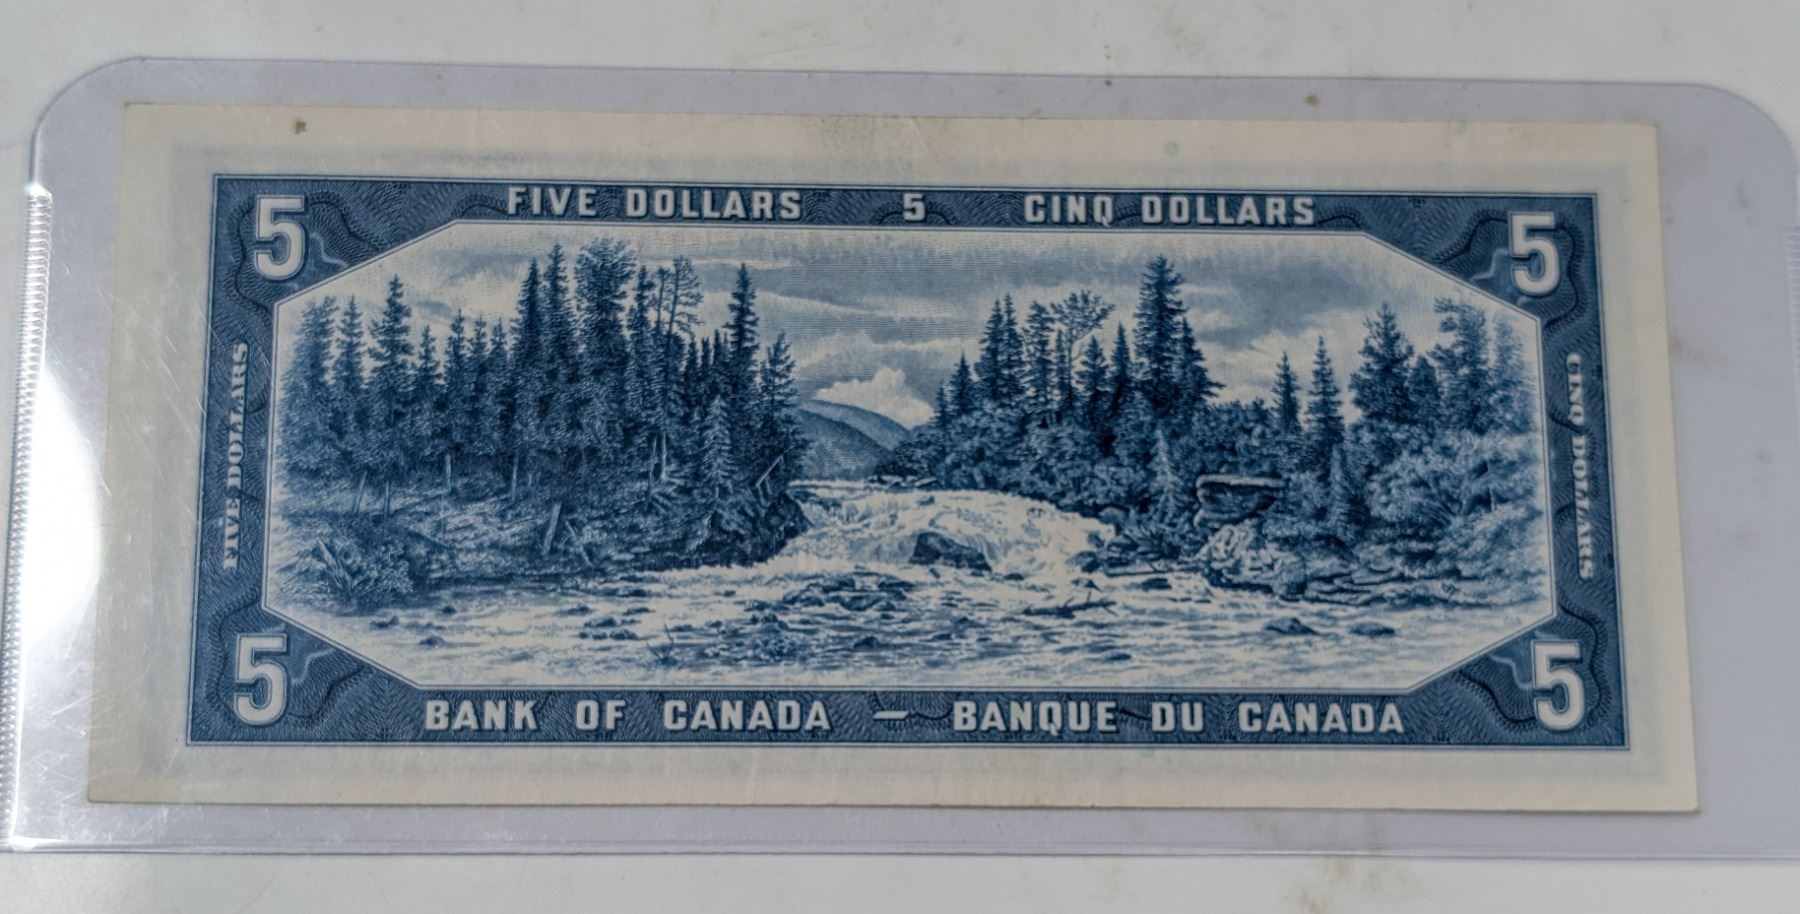 FIVE DOLLARS 5 CINQ DOLLARS
5
5
FIVE DOLLARS
CINQ DOLLARS
5
5
BANK OF CANADA — BANQUE DU CANADA